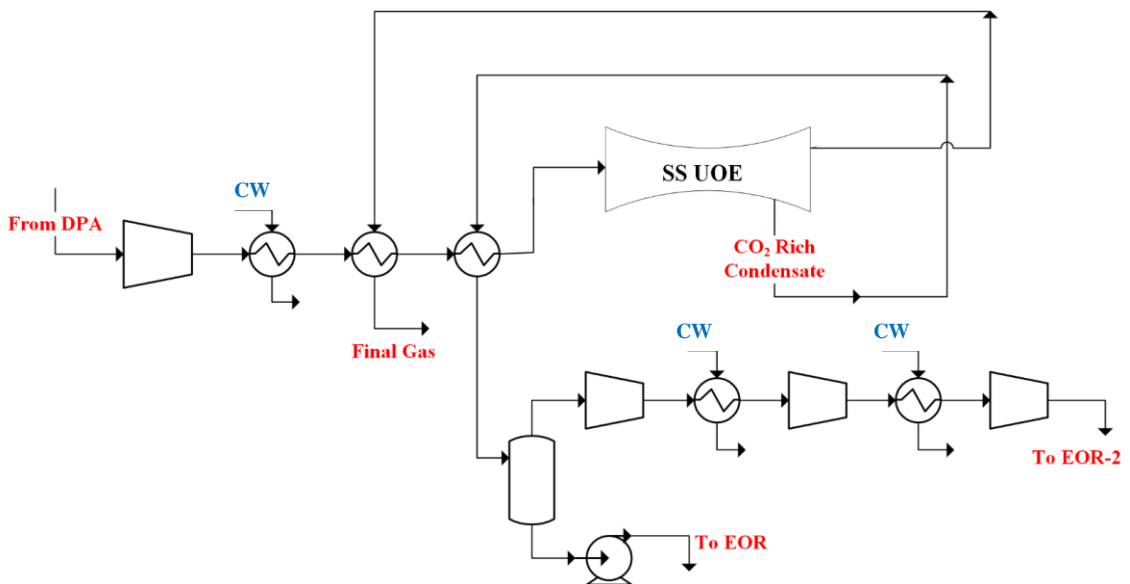 SS UOE
CW
From DPA
CO₂ Rich
Condensate
Final Gas
CW
CW
To EOR-2
To EOR